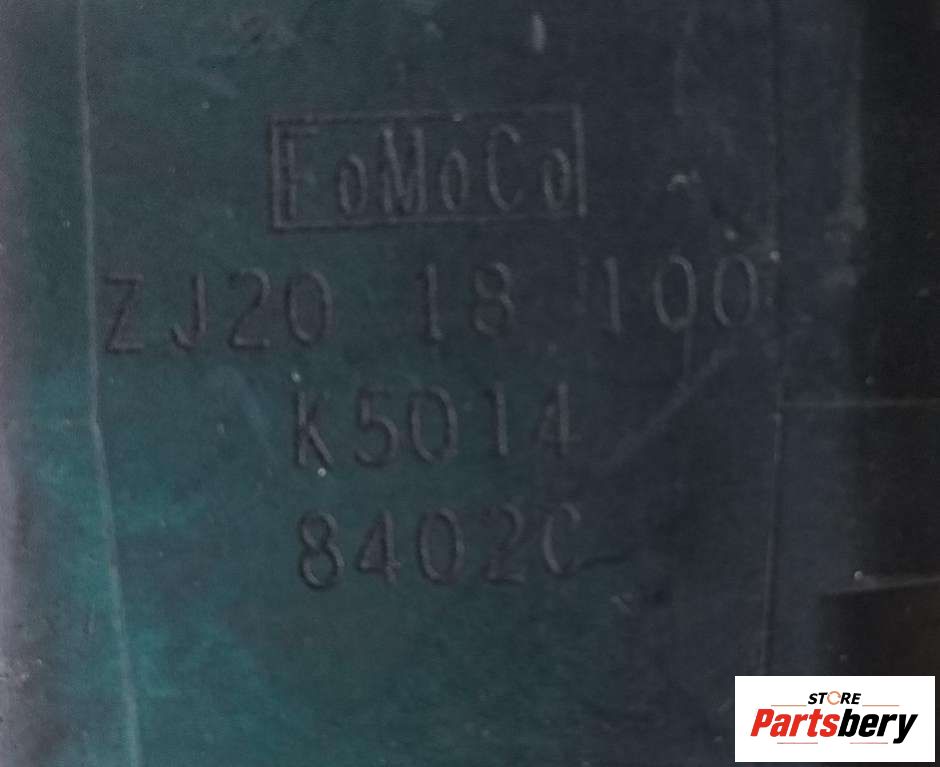 FoMoCo
ZJ20 18 100
K5014
8402C
STORE
Partsbery